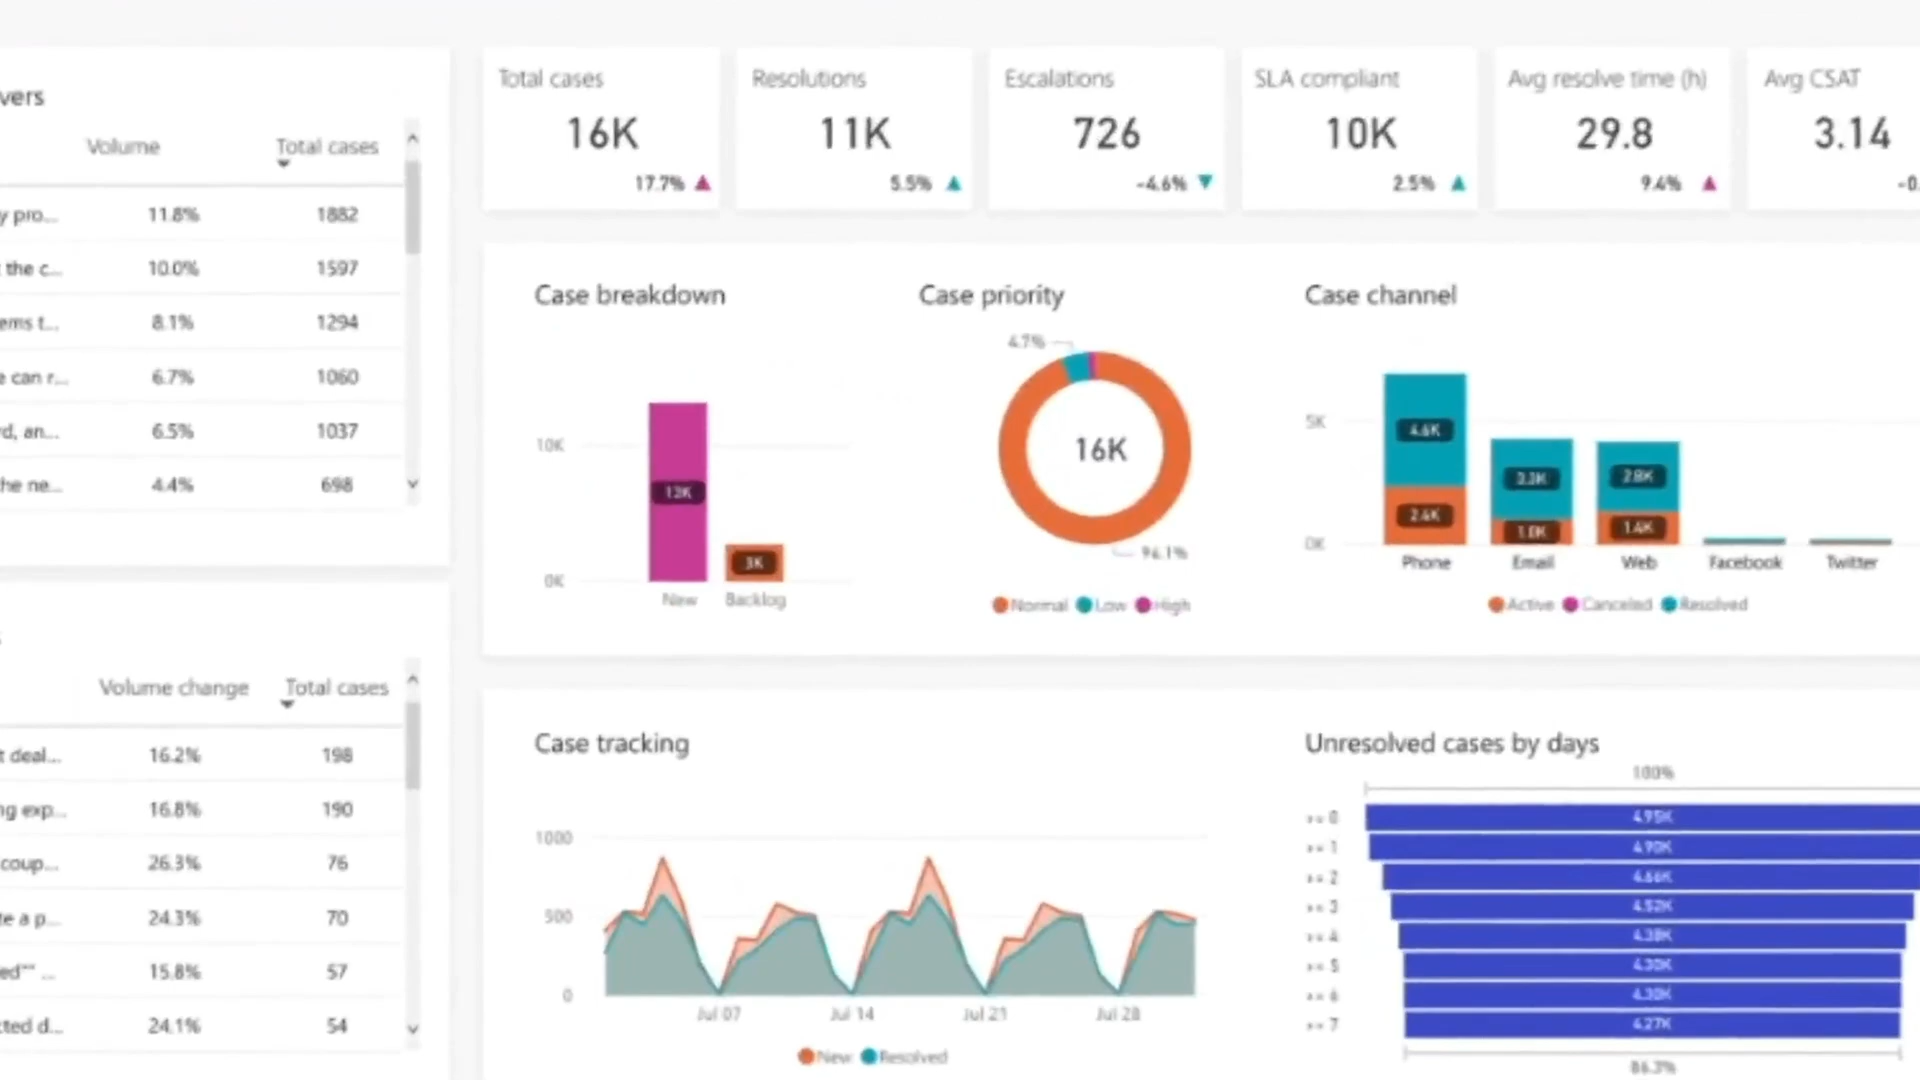 vers
Volume Total cases
y pro... 11.8% 1882
the c... 10.0% 1597
ems t... 8.1% 1294
e can r... 6.7% 1060
rd, an... 6.5% 1037
he ne... 4.4% 698
Volume change Total cases
t deal... 16.2% 198
ng exp... 16.8% 190
coup... 26.3% 76
te a p... 24.3% 70
ed"" ... 15.8% 57
cted d... 24.1% 54
Total cases
16K
17.7%
Resolutions
11K
5.5%
Escalations
726
-4.6%
SLA compliant
10K
2.5%
Avg resolve time (h)
29.8
9.4%
Avg CSAT
3.14
-0.
Case breakdown
10K
0K
13K
3K
New Backlog
Case priority
4.7%
16K
94.1%
Normal Low High
Case channel
5K
0K
4.6K 3.3K 2.8K
2.4K 1.0K 1.4K
Phone Email Web Facebook Twitter
Active Canceled Resolved
Case tracking
1000
500
0
Jul 07 Jul 14 Jul 21 Jul 28
New Resolved
Unresolved cases by days
100%
>= 0 4.95K
>= 1 4.90K
>= 2 4.66K
>= 3 4.52K
>= 4 4.38K
>= 5 4.30K
>= 6 4.30K
>= 7 4.27K
86.3%